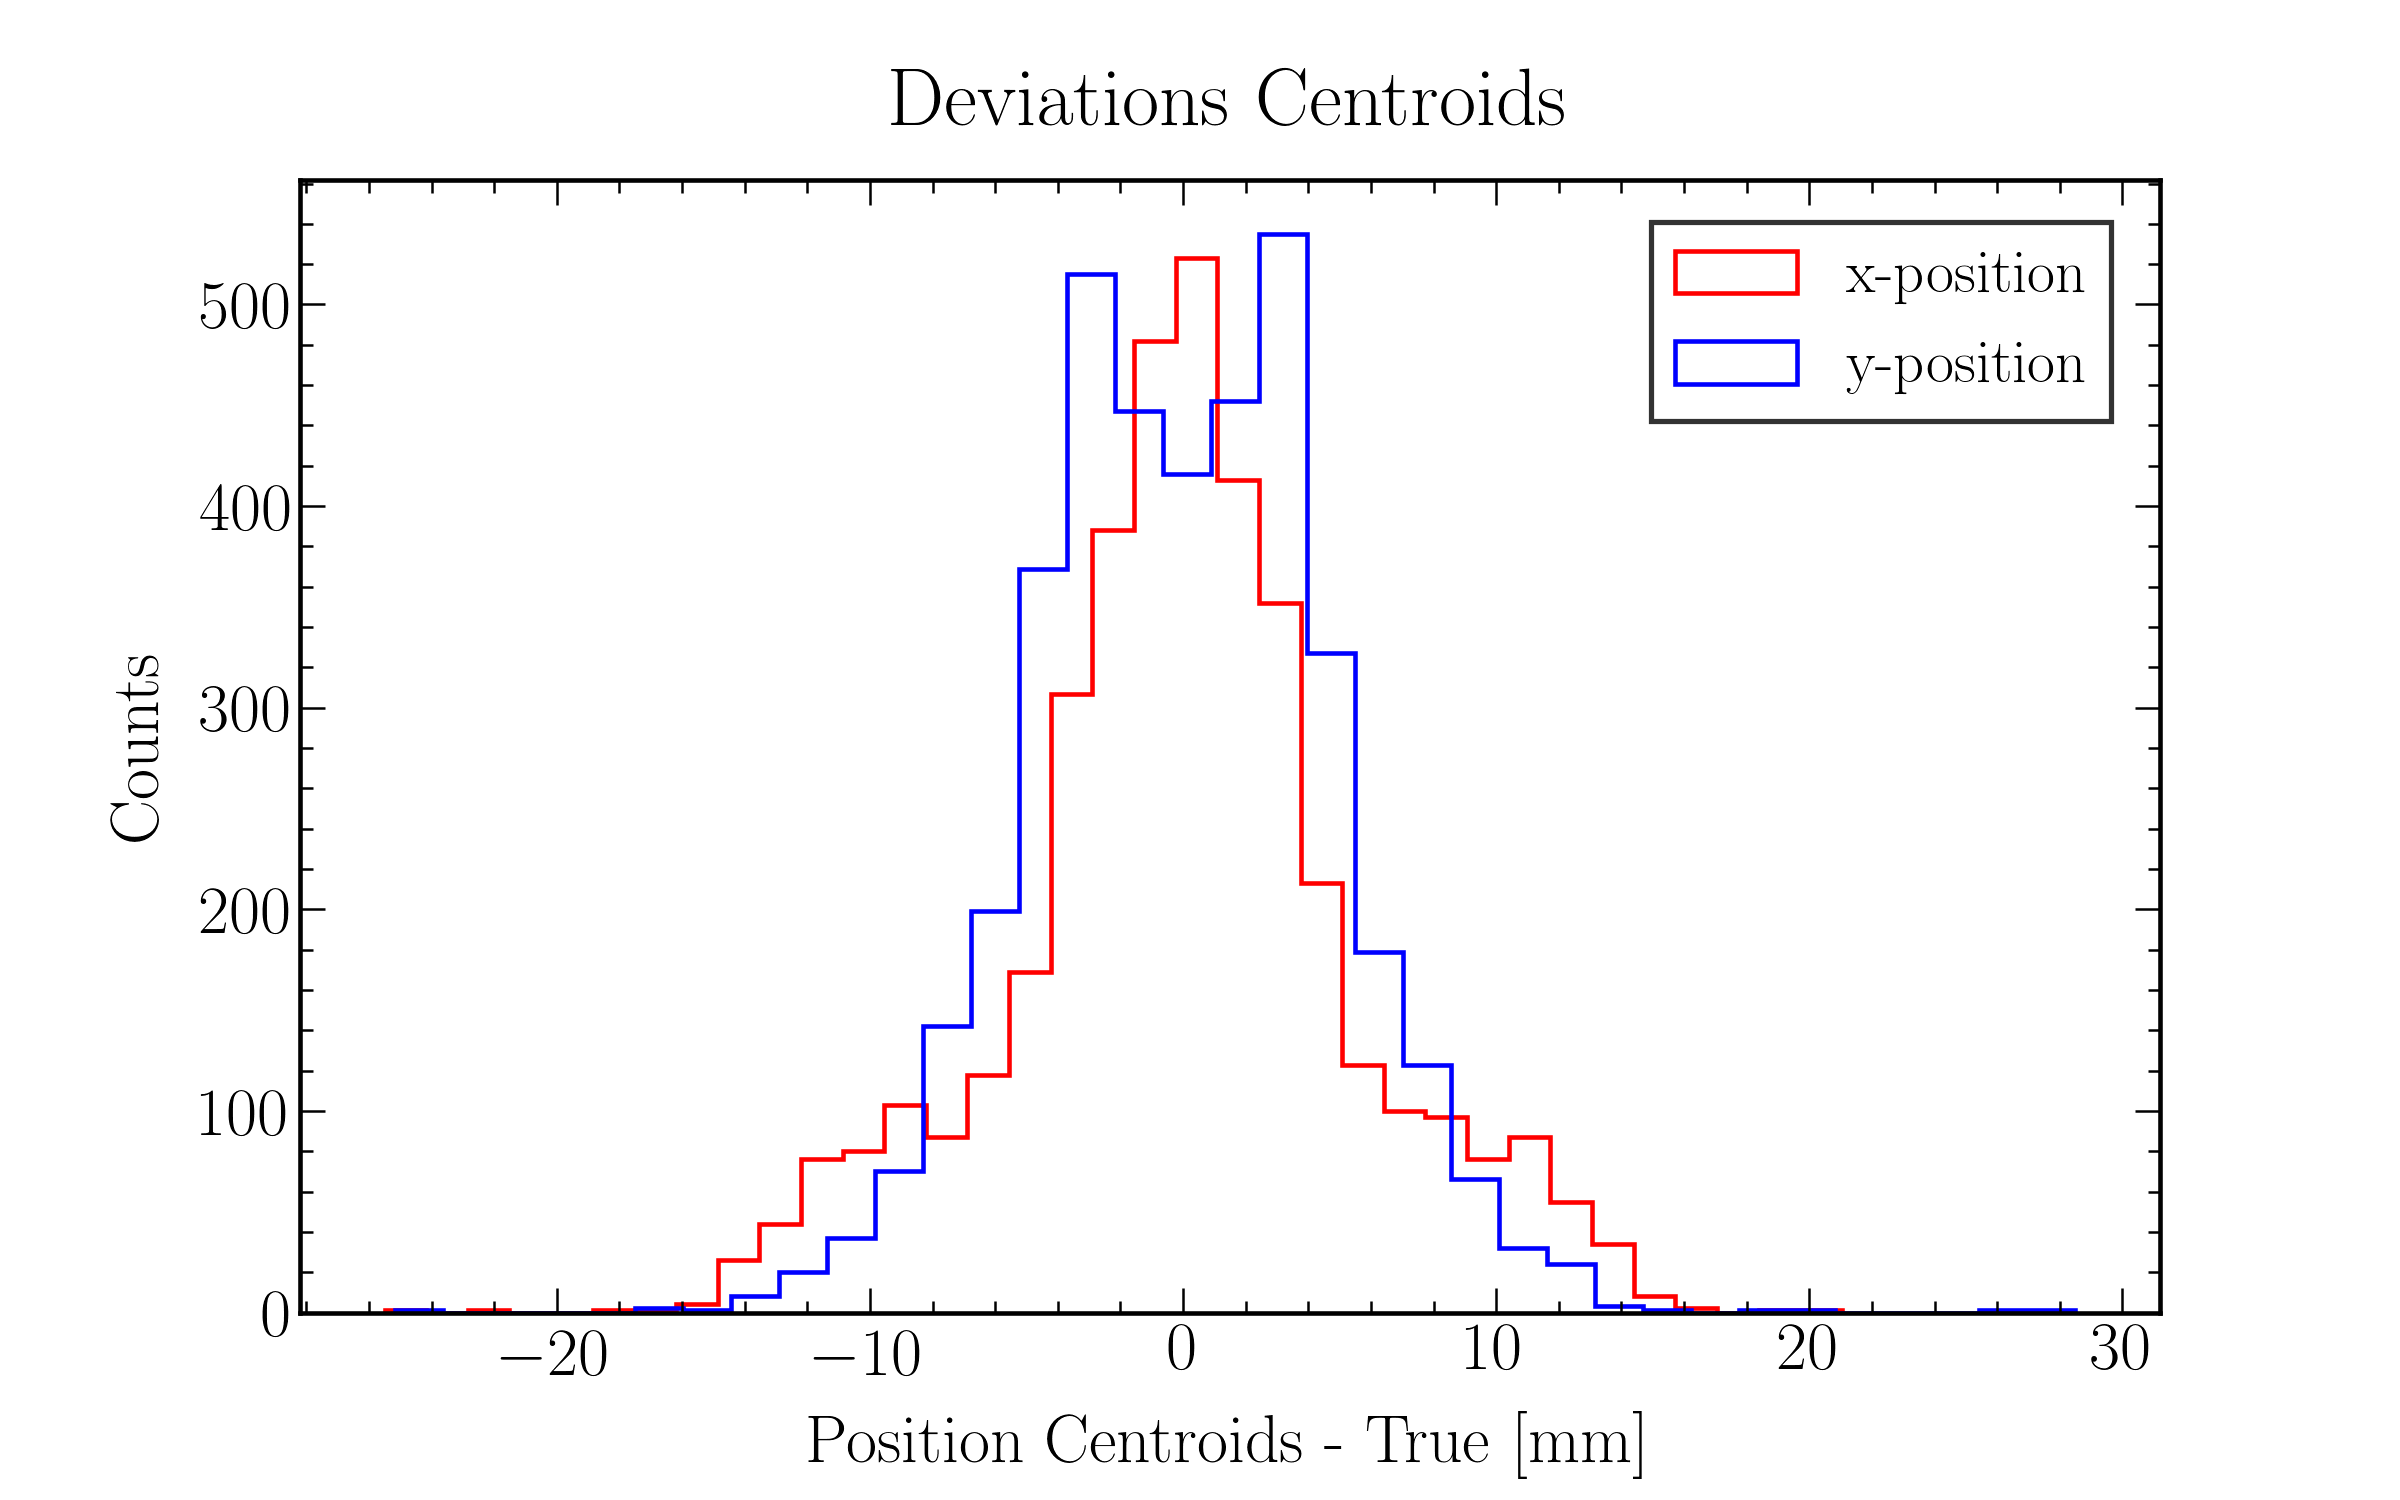 Deviations Centroids
x-position
y-position
Counts
500
400
300
200
100
0
−20 −10 0 10 20 30
Position Centroids - True [mm]